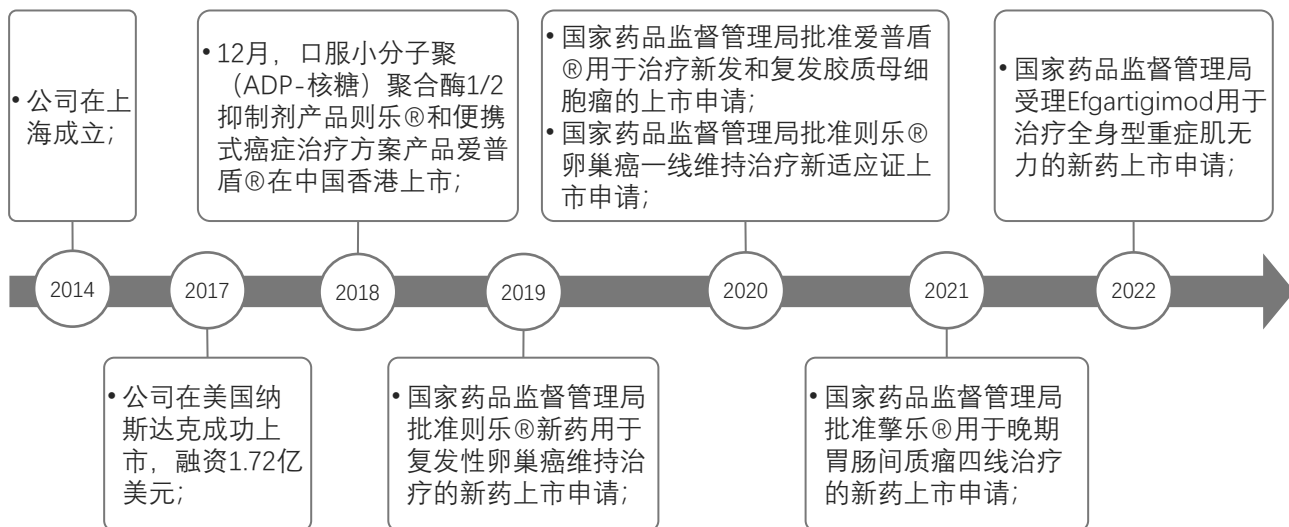 • 公司在上
海成立;
• 12月，口服小分子聚
（ADP-核糖）聚合酶1/2
抑制剂产品则乐®和便携
式癌症治疗方案产品爱普
盾®在中国香港上市;
• 国家药品监督管理局批准爱普盾
®用于治疗新发和复发胶质母细
胞瘤的上市申请;
• 国家药品监督管理局批准则乐®
卵巢癌一线维持治疗新适应证上
市申请;
• 国家药品监督管理局
受理Efgartigimod用于
治疗全身型重症肌无
力的新药上市申请;
2014
2017
2018
2019
2020
2021
2022
• 公司在美国纳
斯达克成功上
市，融资1.72亿
美元;
• 国家药品监督管理局
批准则乐®新药用于
复发性卵巢癌维持治
疗的新药上市申请;
• 国家药品监督管理局
批准擎乐®用于晚期
胃肠间质瘤四线治疗
的新药上市申请;